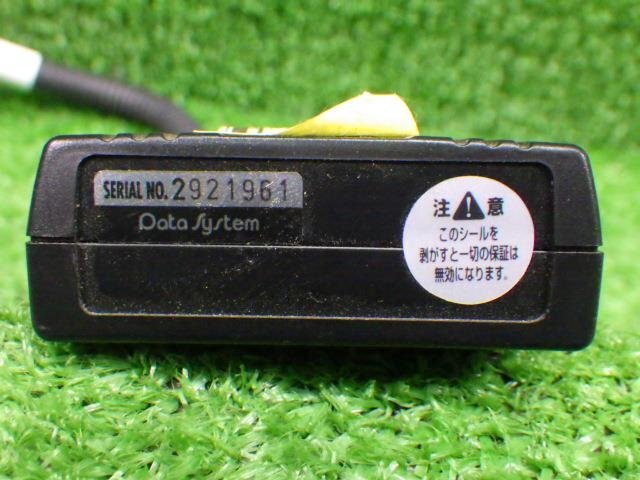 SERIAL NO. 2921961
Data System
注 意
このシールを
剥がすと一切の保証は
無効になります。